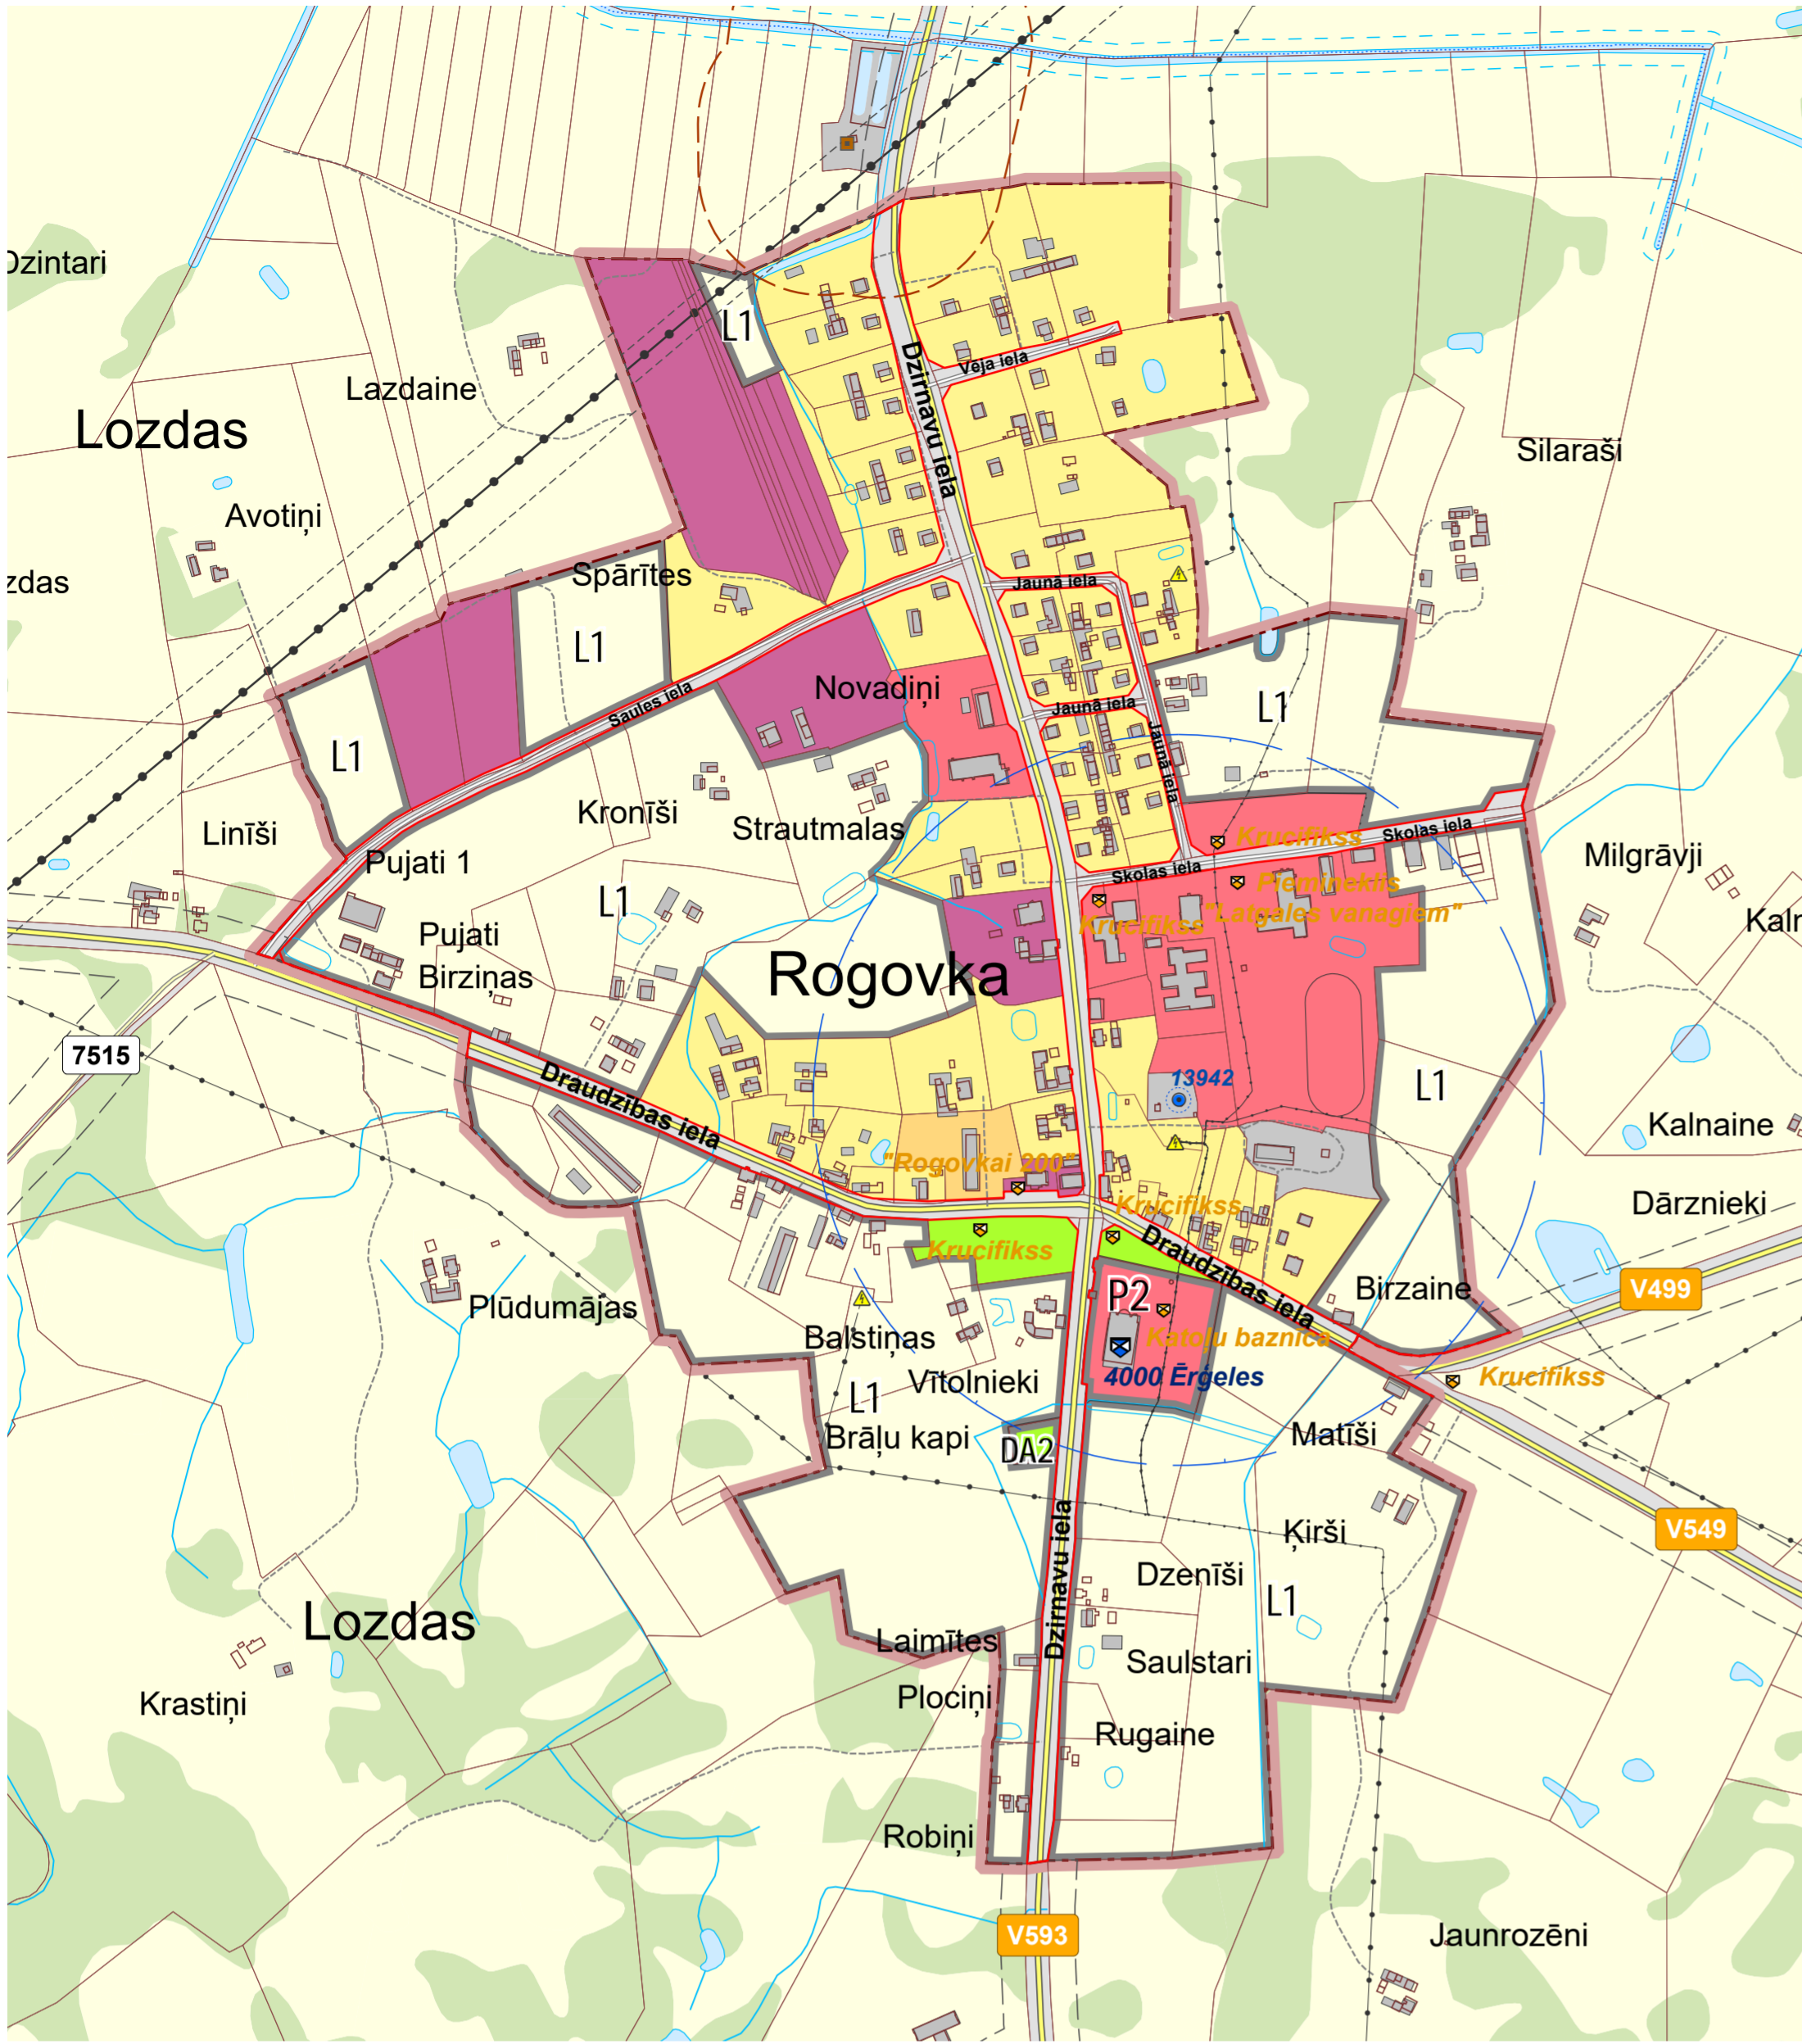 Dzintari
L1
Dzirnavu iela
Vēja iela
Lazdaine
Lozdas
Silaraši
Avotiņi
Spārītes
Jaunā iela
L1
Novadiņi
Saules iela
Jaunā iela
L1
Jaunā iela
L1
Kronīši
Strautmalas
Linīši
Pujati 1
Krucifikss
Skolas iela
Skolas iela
Milgrāvji
Piemineklis
"Latgales vanagiem"
Krucifikss
L1
Pujati
Birziņas
Rogovka
7515
Draudzības iela
13942
L1
Kalnaine
"Rogovkai 200"
Krucifikss
Dārznieki
Krucifikss
Draudzības iela
Birzaine
V499
P2
Plūdumājas
Balstiņas
Katoļu baznīca
4000 Ērģeles
Vītolnieki
Krucifikss
L1
Brāļu kapi
DA2
Matīši
Dzirnavu iela
Ķirši
V549
Dzenīši
L1
Lozdas
Laimītes
Saulstari
Krastiņi
Plociņi
Rugaine
Robiņi
V593
Jaunrozēni